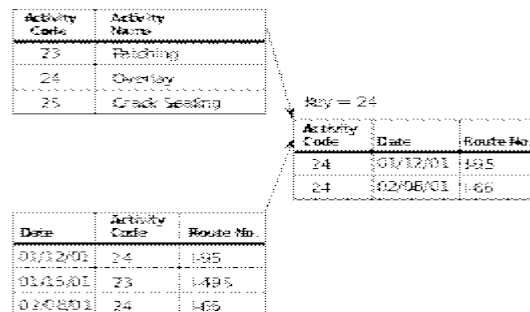 Activity Code Activity Name
23 Patching
24 Overlay
25 Crack Sealing
Key = 24
Activity Code Date Route No.
24 01/12/01 I-95
24 02/08/01 I-66
Date Activity Code Route No.
01/12/01 24 I-95
01/15/01 23 I-495
02/08/01 24 I-66